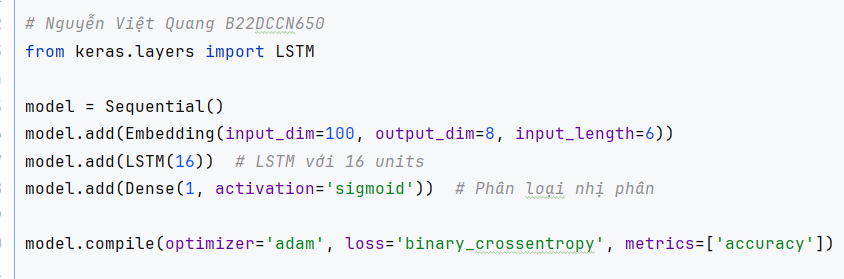 # Nguyễn Việt Quang B22DCCN650
from keras.layers import LSTM
model = Sequential()
model.add(Embedding(input_dim=100, output_dim=8, input_length=6))
model.add(LSTM(16))  # LSTM với 16 units
model.add(Dense(1, activation='sigmoid'))  # Phân loại nhị phân
model.compile(optimizer='adam', loss='binary_crossentropy', metrics=['accuracy'])